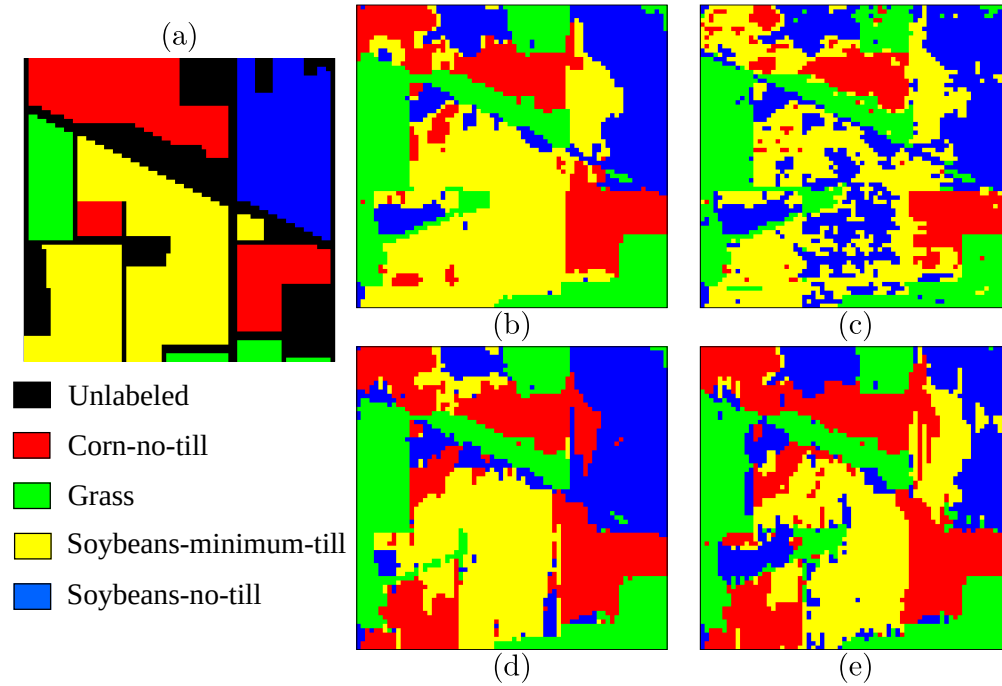 (a)
(b)
(c)
Unlabeled
Corn-no-till
Grass
Soybeans-minimum-till
Soybeans-no-till
(d)
(e)